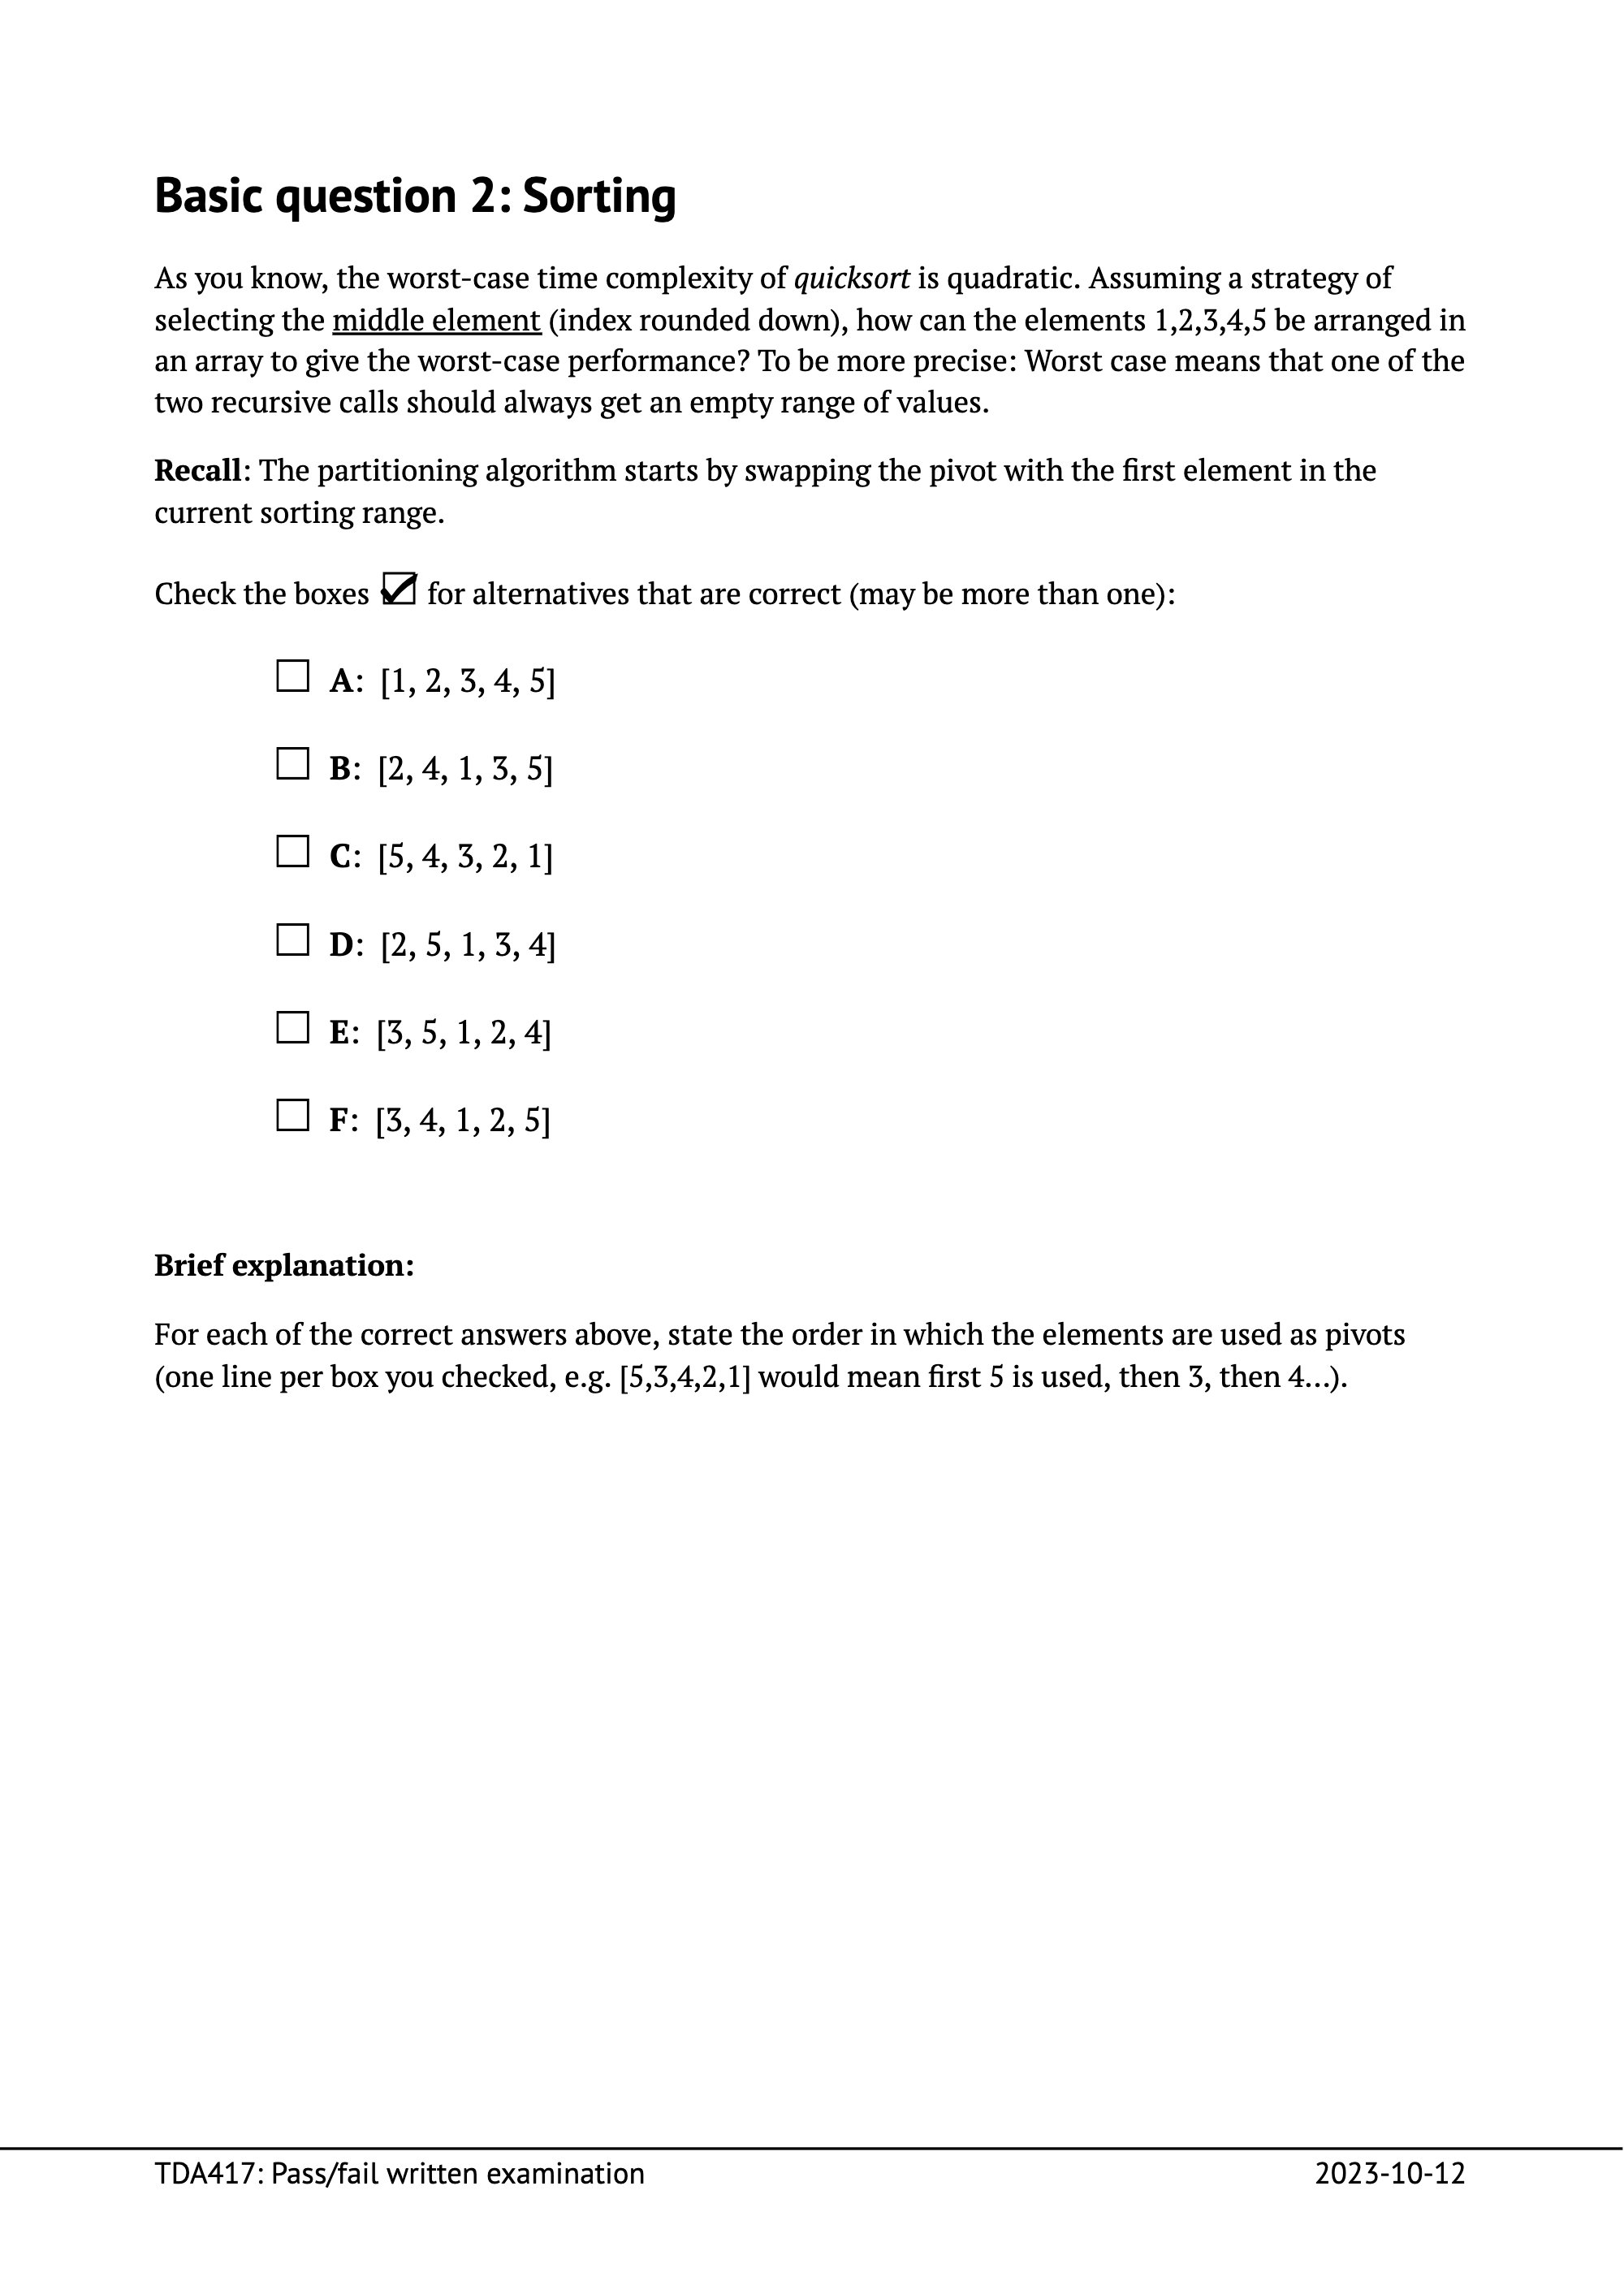 Basic question 2: Sorting
As you know, the worst-case time complexity of quicksort is quadratic. Assuming a strategy of
selecting the middle element (index rounded down), how can the elements 1,2,3,4,5 be arranged in
an array to give the worst-case performance? To be more precise: Worst case means that one of the
two recursive calls should always get an empty range of values.
Recall: The partitioning algorithm starts by swapping the pivot with the first element in the
current sorting range.
Check the boxes ☑ for alternatives that are correct (may be more than one):
☐ A: [1, 2, 3, 4, 5]
☐ B: [2, 4, 1, 3, 5]
☐ C: [5, 4, 3, 2, 1]
☐ D: [2, 5, 1, 3, 4]
☐ E: [3, 5, 1, 2, 4]
☐ F: [3, 4, 1, 2, 5]
Brief explanation:
For each of the correct answers above, state the order in which the elements are used as pivots
(one line per box you checked, e.g. [5,3,4,2,1] would mean first 5 is used, then 3, then 4…).
TDA417: Pass/fail written examination 2023-10-12